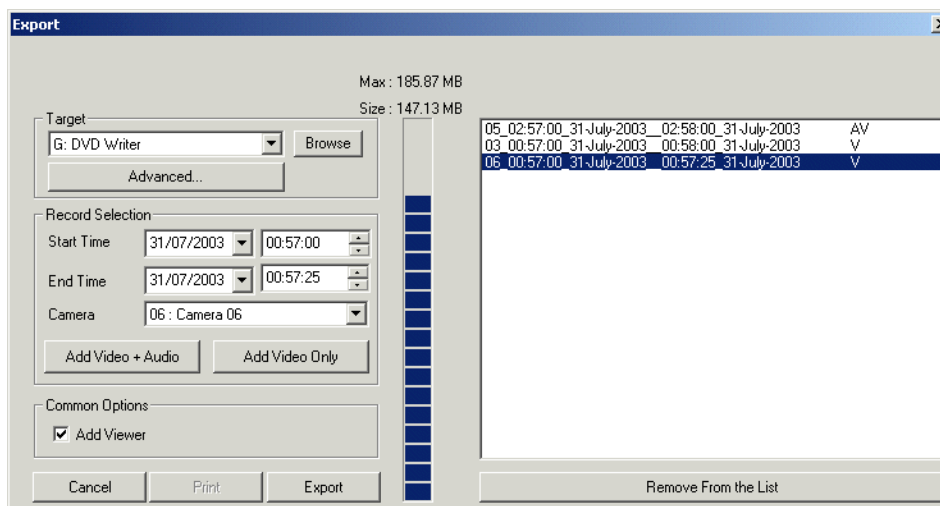 Export
Max : 185.87 MB
Size : 147.13 MB
Target
G: DVD Writer
Browse
Advanced...
Record Selection
Start Time 31/07/2003 00:57:00
End Time 31/07/2003 00:57:25
Camera 06 : Camera 06
Add Video + Audio Add Video Only
Common Options
Add Viewer
Cancel Print Export
05_02:57:00_31-July-2003__02:58:00_31-July-2003 AV
03_00:57:00_31-July-2003__00:58:00_31-July-2003 V
06_00:57:00_31-July-2003__00:57:25_31-July-2003 V
Remove From the List